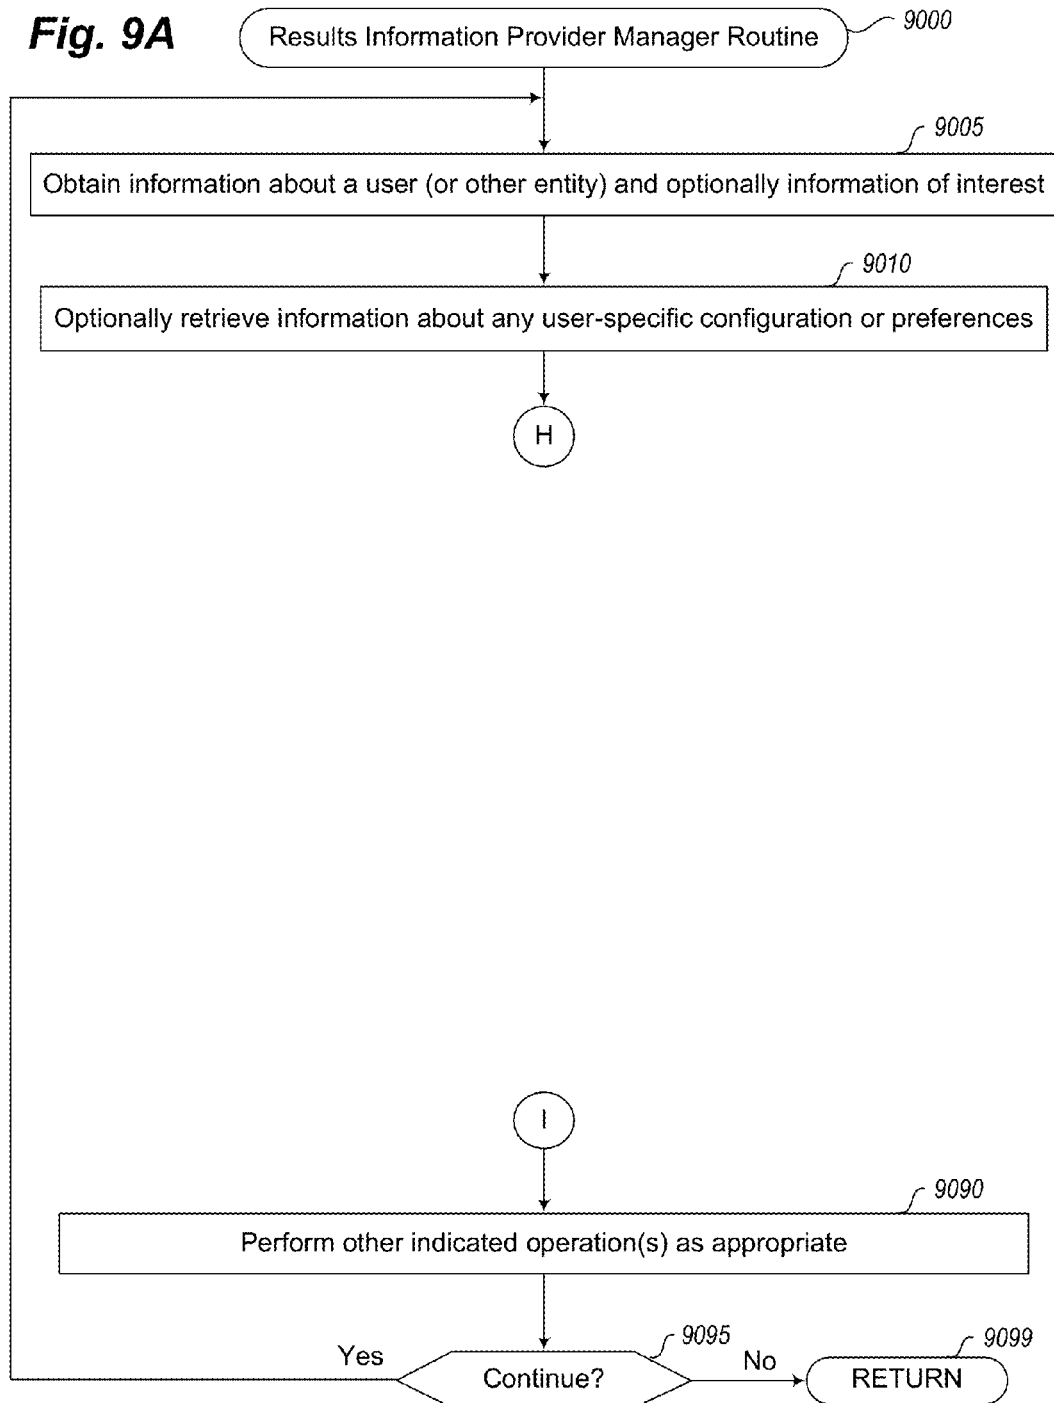 Fig. 9A
Results Information Provider Manager Routine
9000
9005
Obtain information about a user (or other entity) and optionally information of interest
9010
Optionally retrieve information about any user-specific configuration or preferences
H
I
9090
Perform other indicated operation(s) as appropriate
Yes
Continue?
9095
No
9099
RETURN